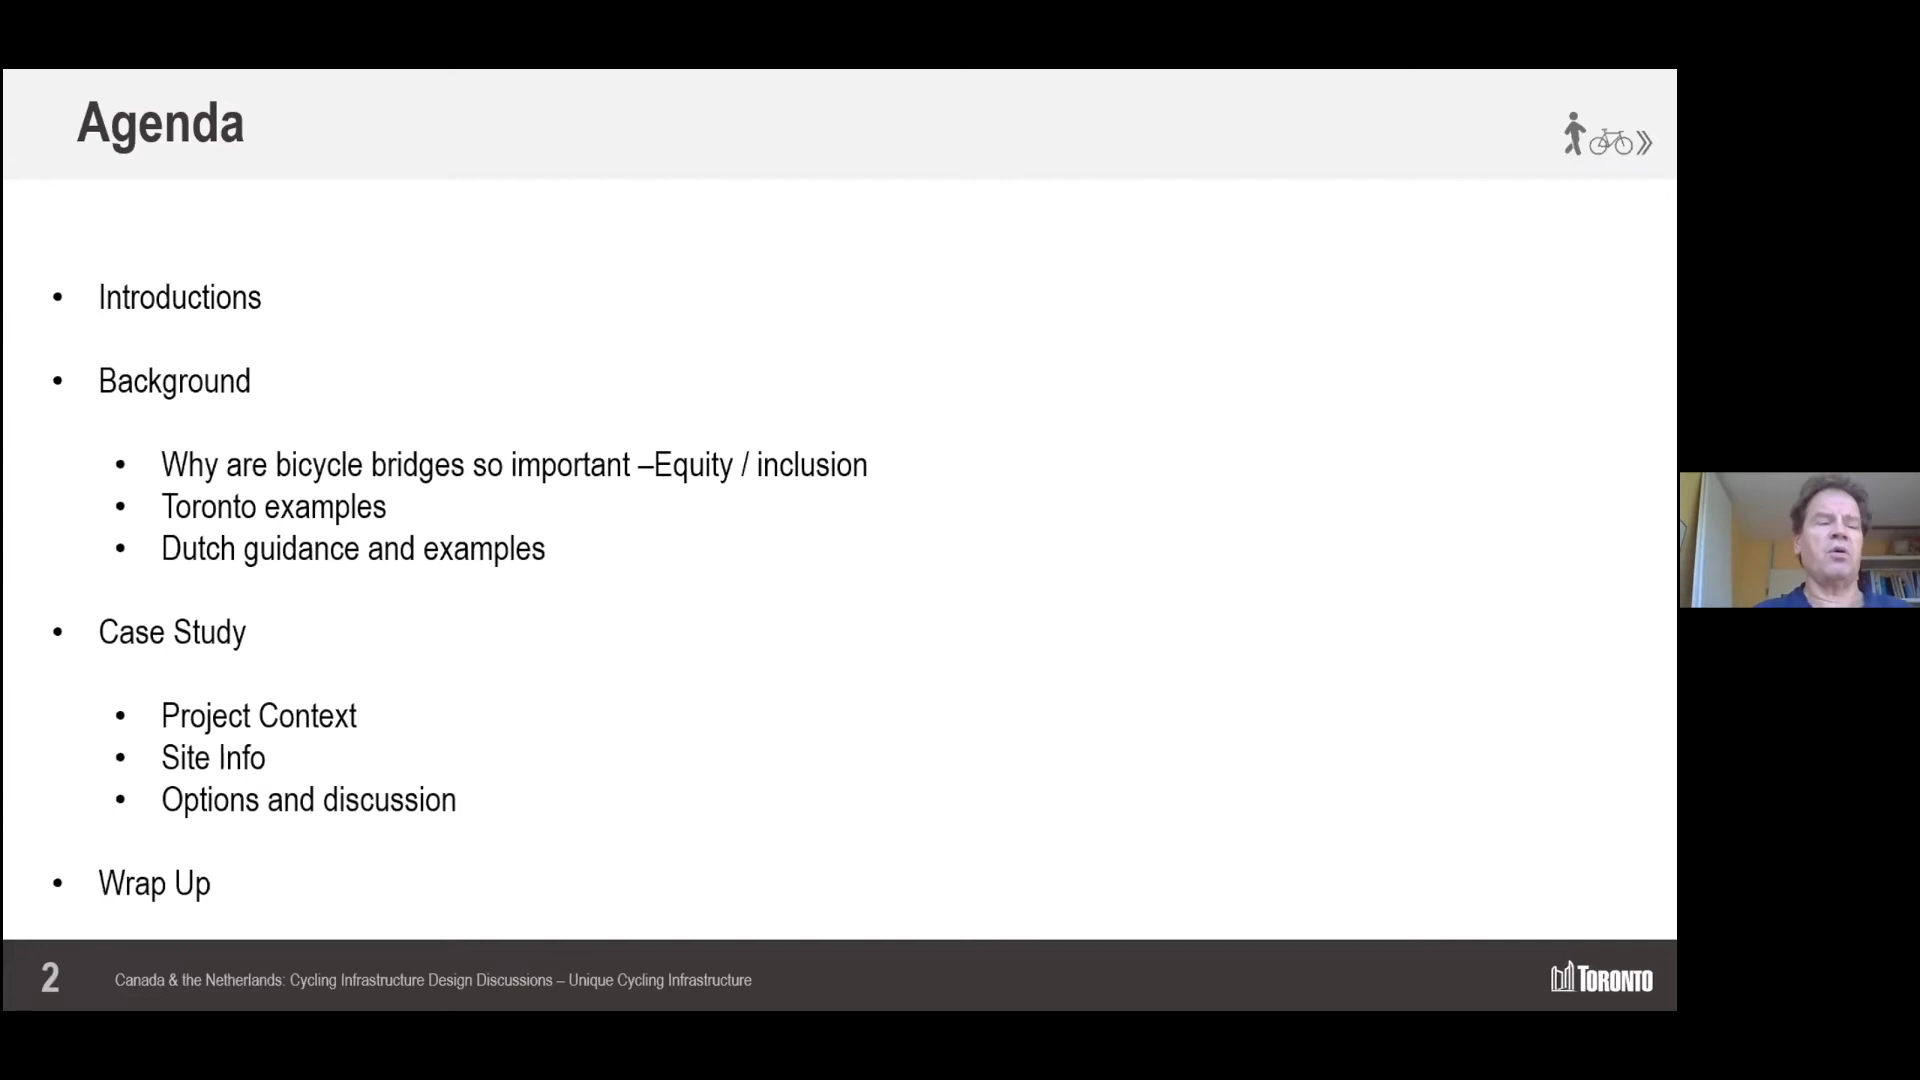 Agenda
• Introductions
• Background
• Why are bicycle bridges so important –Equity / inclusion
• Toronto examples
• Dutch guidance and examples
• Case Study
• Project Context
• Site Info
• Options and discussion
• Wrap Up
2
Canada & the Netherlands: Cycling Infrastructure Design Discussions – Unique Cycling Infrastructure
TORONTO